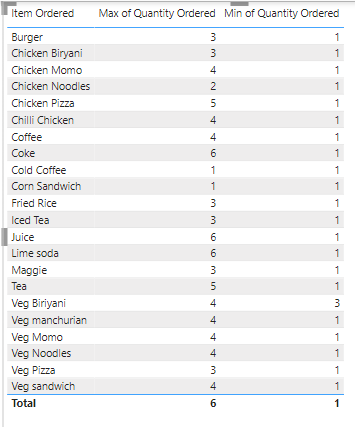 Item Ordered Max of Quantity Ordered Min of Quantity Ordered
Burger 3 1
Chicken Biryani 3 1
Chicken Momo 4 1
Chicken Noodles 2 1
Chicken Pizza 5 1
Chilli Chicken 4 1
Coffee 4 1
Coke 6 1
Cold Coffee 1 1
Corn Sandwich 1 1
Fried Rice 3 1
Iced Tea 3 1
Juice 6 1
Lime soda 6 1
Maggie 3 1
Tea 5 1
Veg Biriyani 4 3
Veg manchurian 4 1
Veg Momo 4 1
Veg Noodles 4 1
Veg Pizza 3 1
Veg sandwich 4 1
Total 6 1